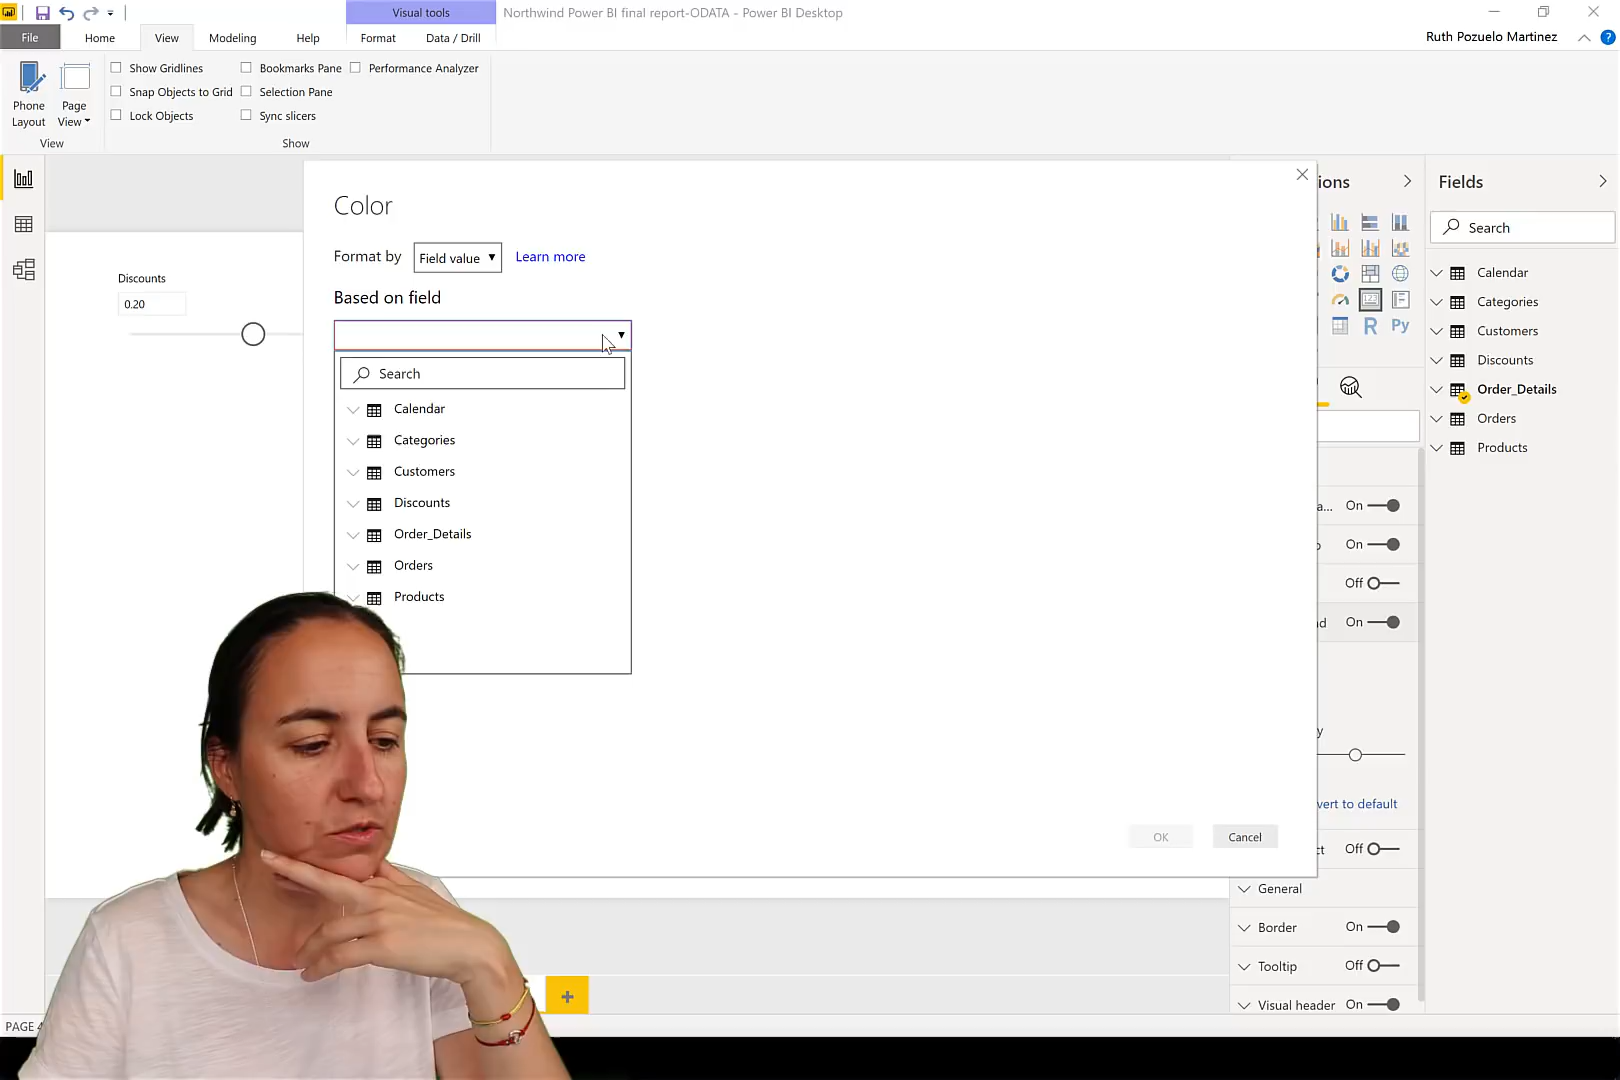 Visual tools
Northwind Power BI final report-ODATA - Power BI Desktop
File
Home
View
Modeling
Help
Format
Data / Drill
Ruth Pozuelo Martinez
?
Phone
Layout
Page
View
View
Show Gridlines
Snap Objects to Grid
Lock Objects
Bookmarks Pane
Selection Pane
Sync slicers
Performance Analyzer
Show
Discounts
0.20
Color
Format by
Field value
Learn more
Based on field
Search
Calendar
Categories
Customers
Discounts
Order_Details
Orders
Products
OK
Cancel
ions
123
R
Py
a...
On
On
Off
On
vert to default
Off
General
Border
On
Tooltip
Off
Visual header
On
Fields
Search
Calendar
Categories
Customers
Discounts
Order_Details
Orders
Products
+
PAGE 4